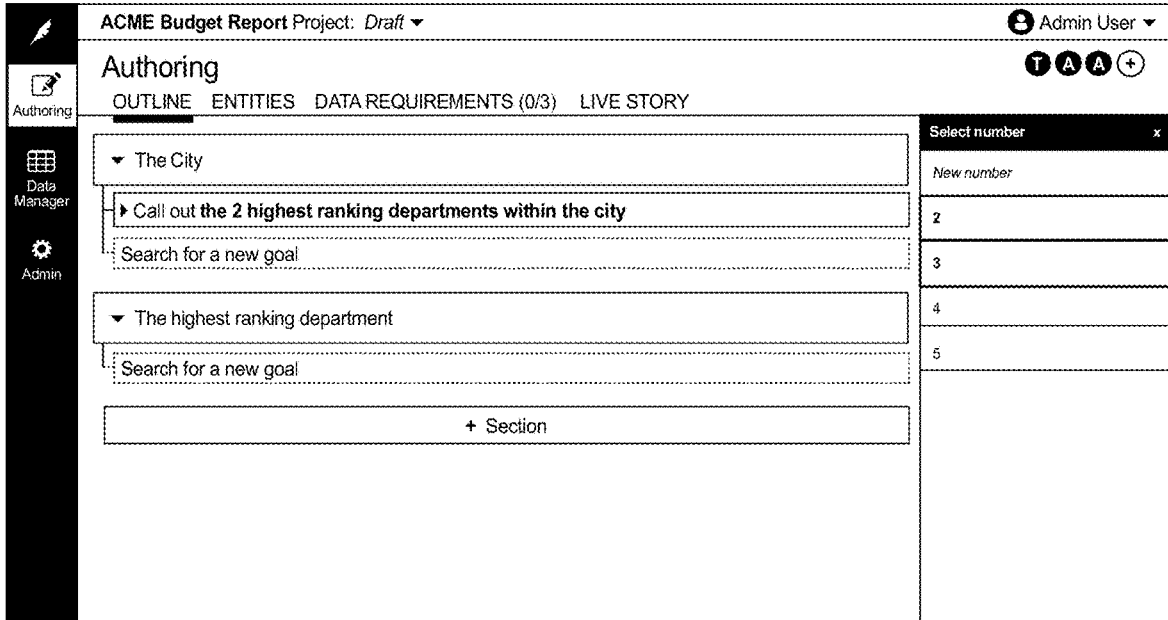 ACME Budget Report Project: Draft
Admin User
Authoring
T A A +
OUTLINE ENTITIES DATA REQUIREMENTS (0/3) LIVE STORY
Authoring
Data
Manager
Admin
The City
Call out the 2 highest ranking departments within the city
Search for a new goal
The highest ranking department
Search for a new goal
+ Section
Select number x
New number
2
3
4
5